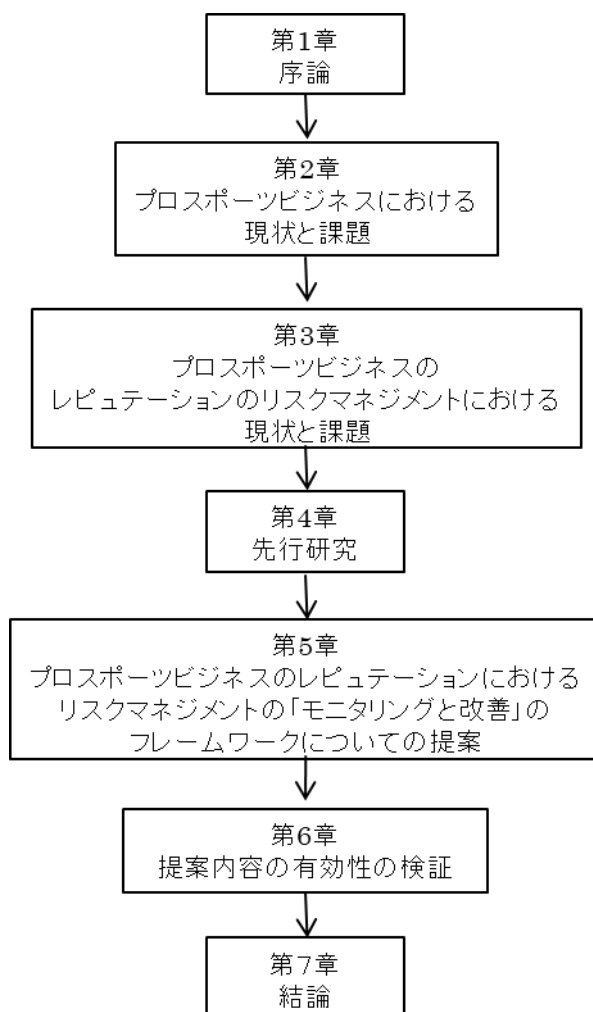 第1章
序論
第2章
プロスポーツビジネスにおける
現状と課題
第3章
プロスポーツビジネスの
レピュテーションのリスクマネジメントにおける
現状と課題
第4章
先行研究
第5章
プロスポーツビジネスのレピュテーションにおける
リスクマネジメントの「モニタリングと改善」の
フレームワークについての提案
第6章
提案内容の有効性の検証
第7章
結論